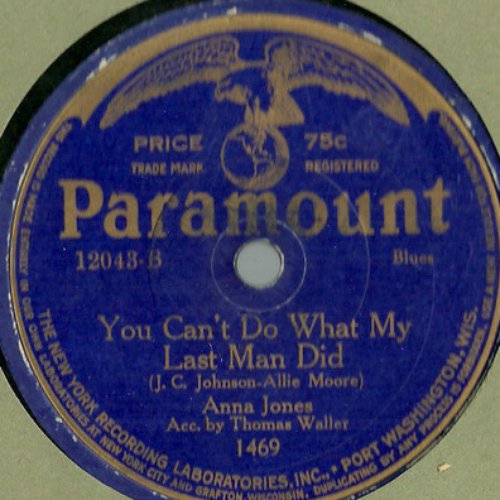 PRICE 75c
TRADE MARK REGISTERED
Paramount
12043-B Blues
You Can't Do What My
Last Man Did
(J. C. Johnson-Allie Moore)
Anna Jones
Acc. by Thomas Waller
1469
THE NEW YORK RECORDING LABORATORIES, INC., • PORT WASHINGTON, WIS.